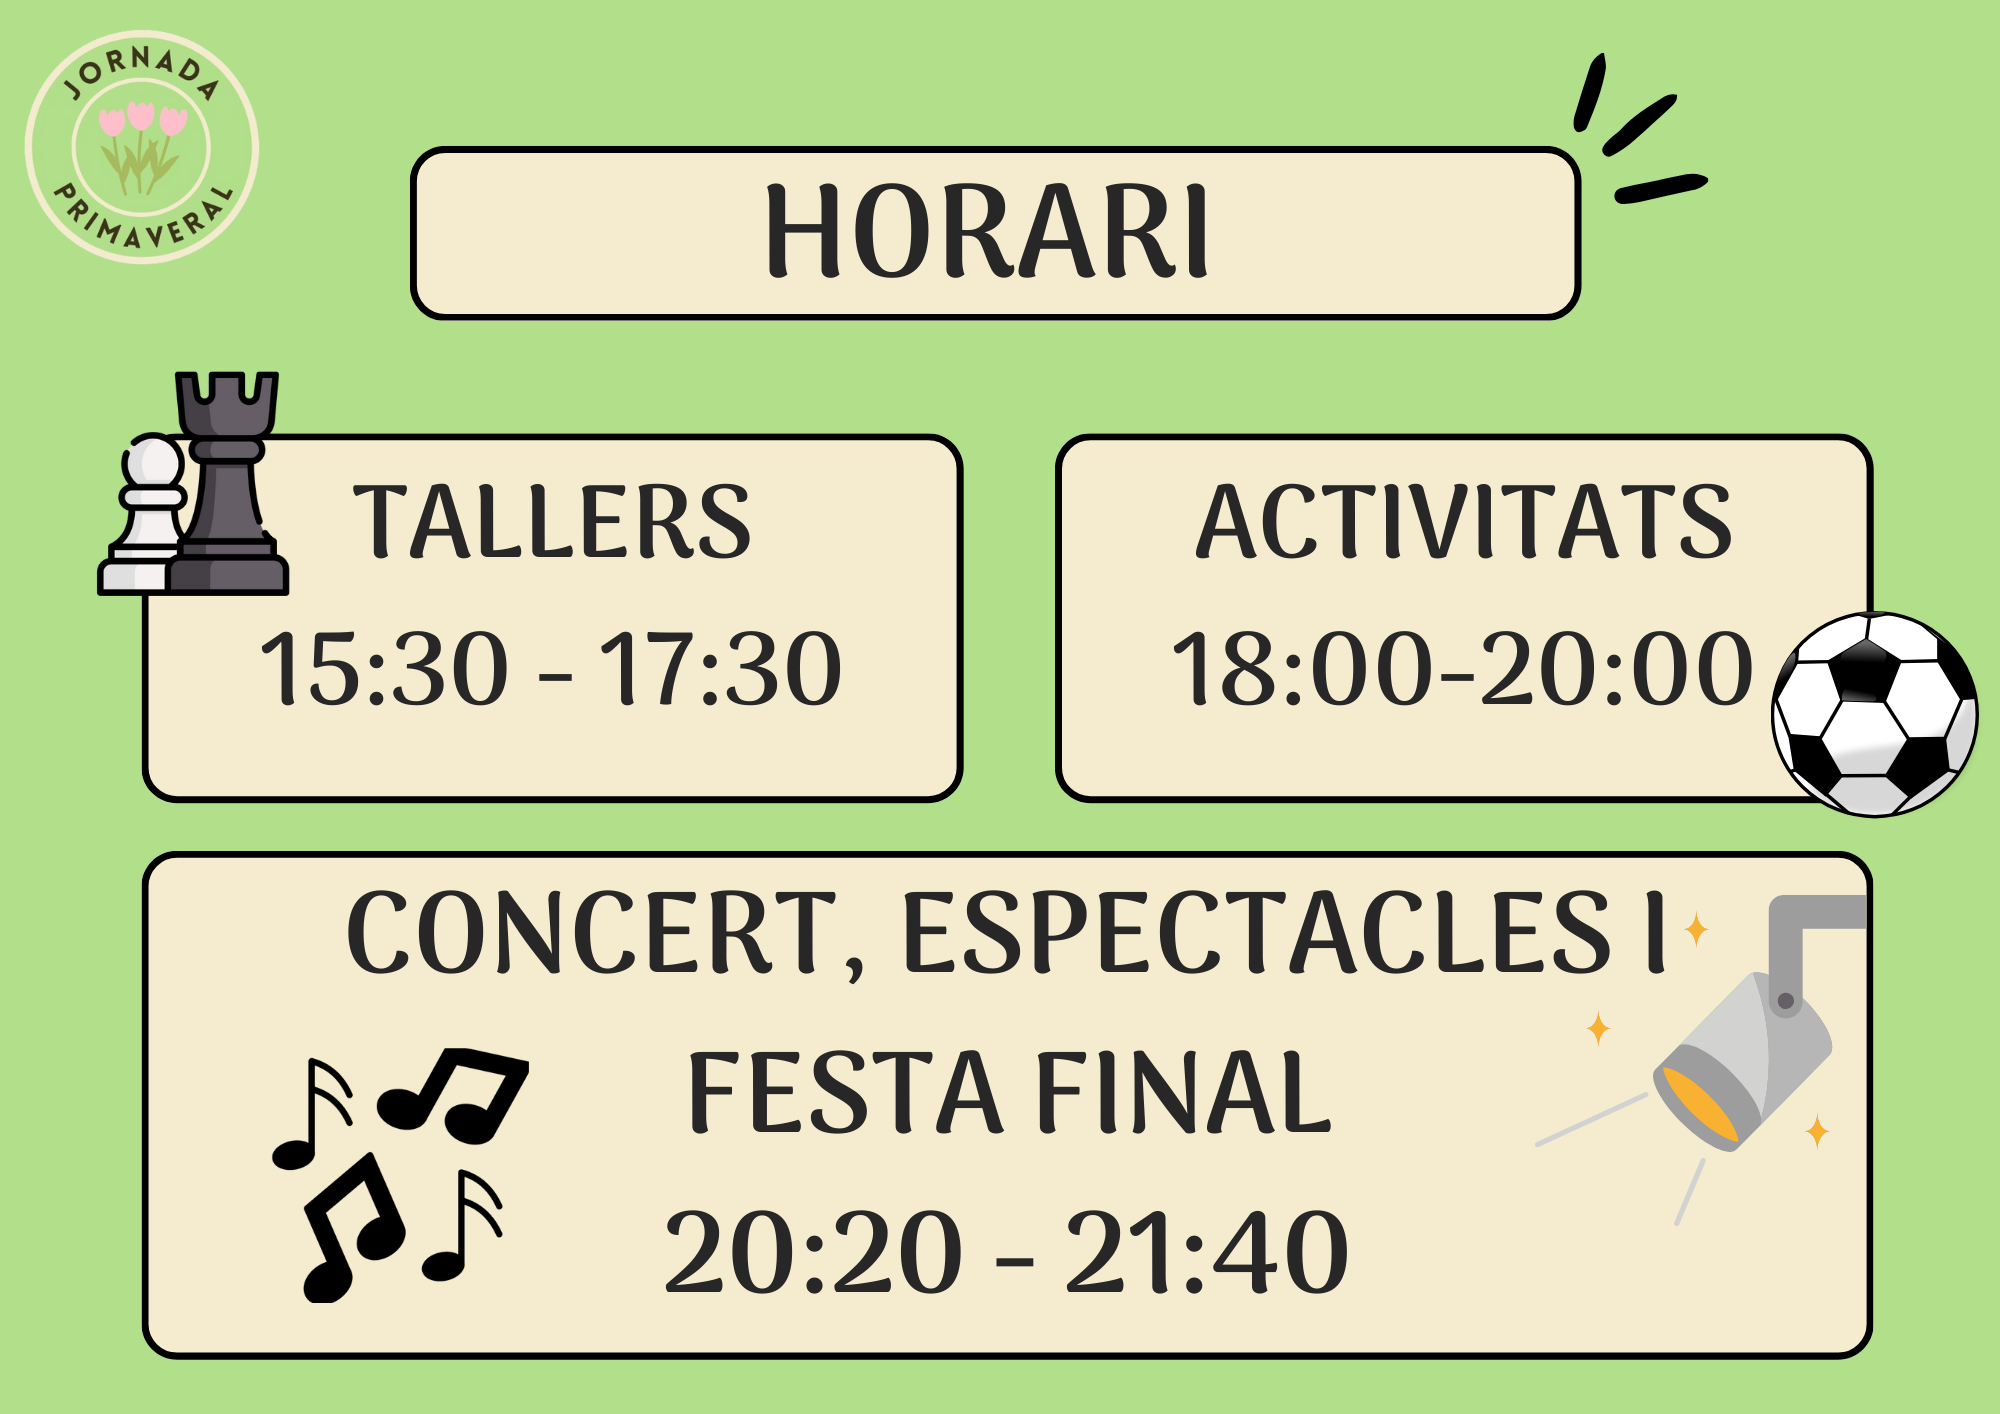 JORNADA
PRIMAVERAL
HORARI
TALLERS
15:30 - 17:30
ACTIVITATS
18:00-20:00
CONCERT, ESPECTACLES I
FESTA FINAL
20:20 - 21:40